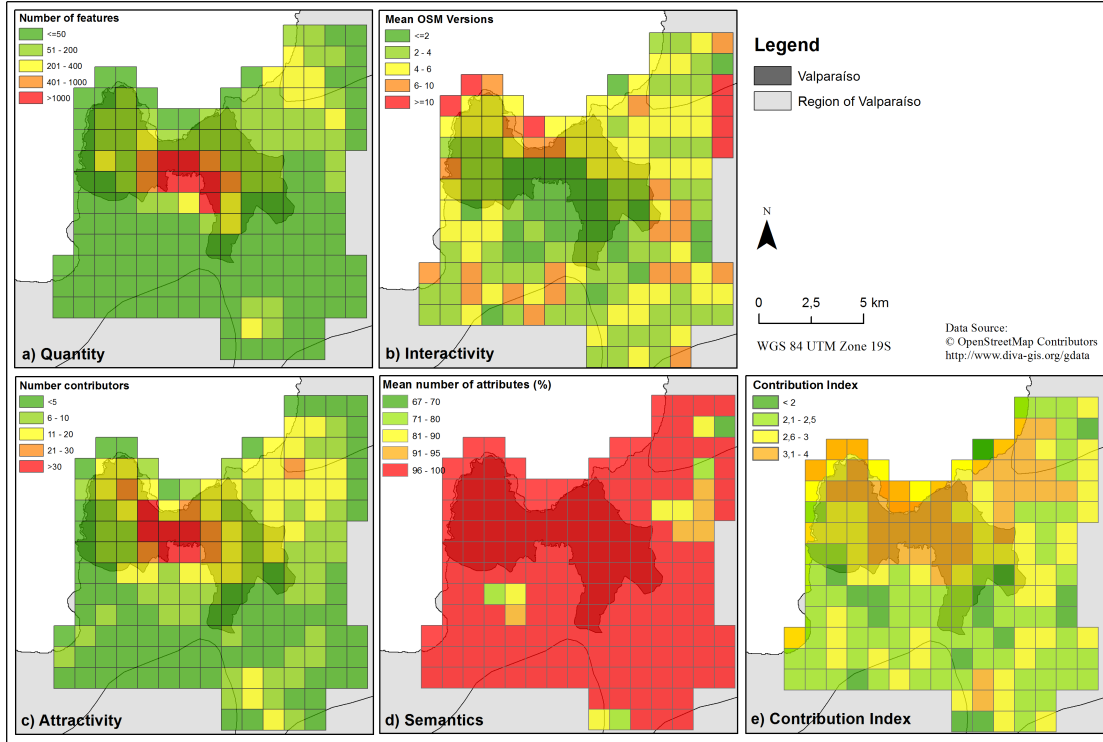 Number of features
<=50
51 - 200
201 - 400
401 - 1000
>1000
a) Quantity
Mean OSM Versions
<=2
2 - 4
4 - 6
6 - 10
>=10
b) Interactivity
Legend
Valparaíso
Region of Valparaíso
N
0 2,5 5 km
WGS 84 UTM Zone 19S
Data Source:
© OpenStreetMap Contributors
http://www.diva-gis.org/gdata
Number contributors
<5
6 - 10
11 - 20
21 - 30
>30
c) Attractivity
Mean number of attributes (%)
67 - 70
71 - 80
81 - 90
91 - 95
96 - 100
d) Semantics
Contribution Index
< 2
2,1 - 2,5
2,6 - 3
3,1 - 4
e) Contribution Index